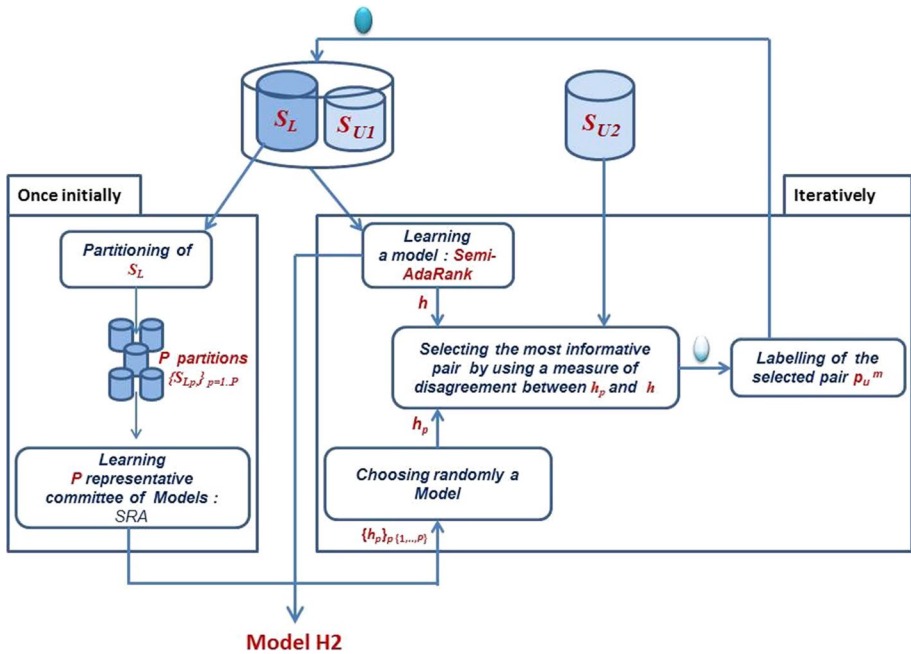 S_L
S_U1
S_U2
Once initially
Iteratively
Partitioning of
S_L
P partitions
{S_Lp,}p=1..P
Learning
P representative
committee of Models :
SRA
Learning
a model : Semi-
AdaRank
h
Selecting the most informative
pair by using a measure of
disagreement between h_p and h
Labelling of the
selected pair p_u^m
h_p
Choosing randomly a
Model
{h_p}p {1,..,P}
Model H2